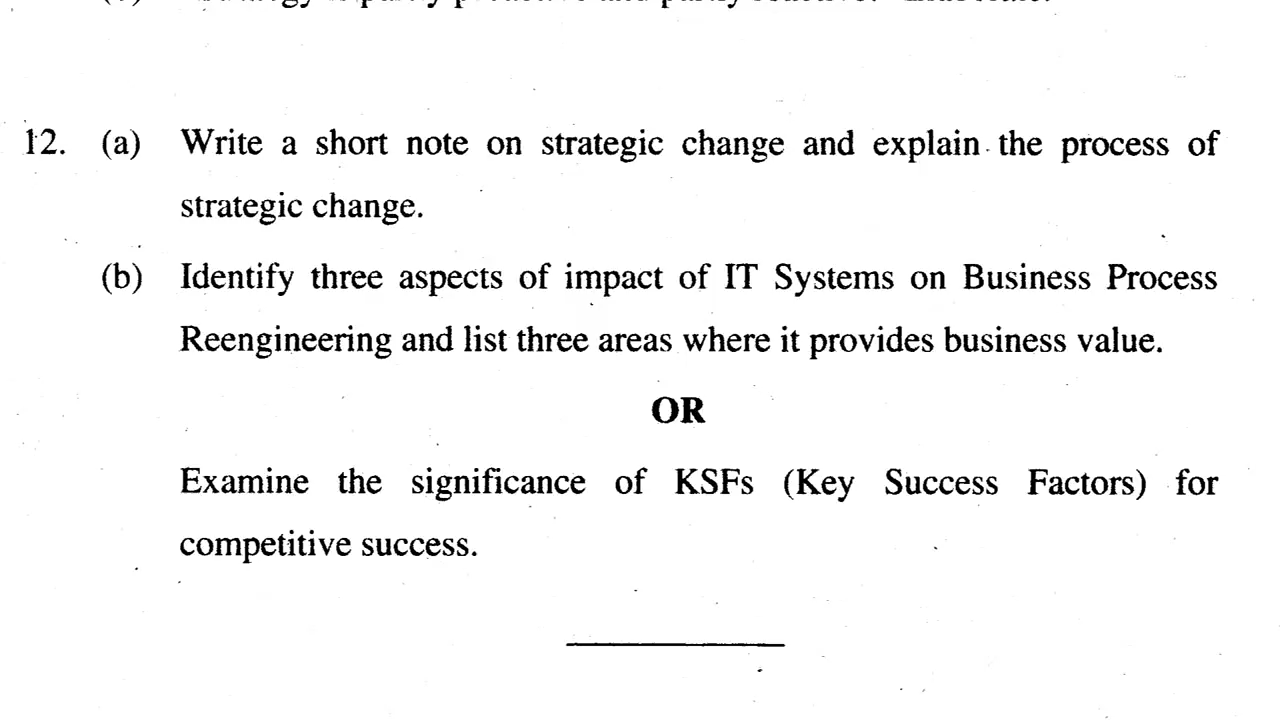 12. (a) Write a short note on strategic change and explain the process of
strategic change.
(b) Identify three aspects of impact of IT Systems on Business Process
Reengineering and list three areas where it provides business value.
OR
Examine the significance of KSFs (Key Success Factors) for
competitive success.